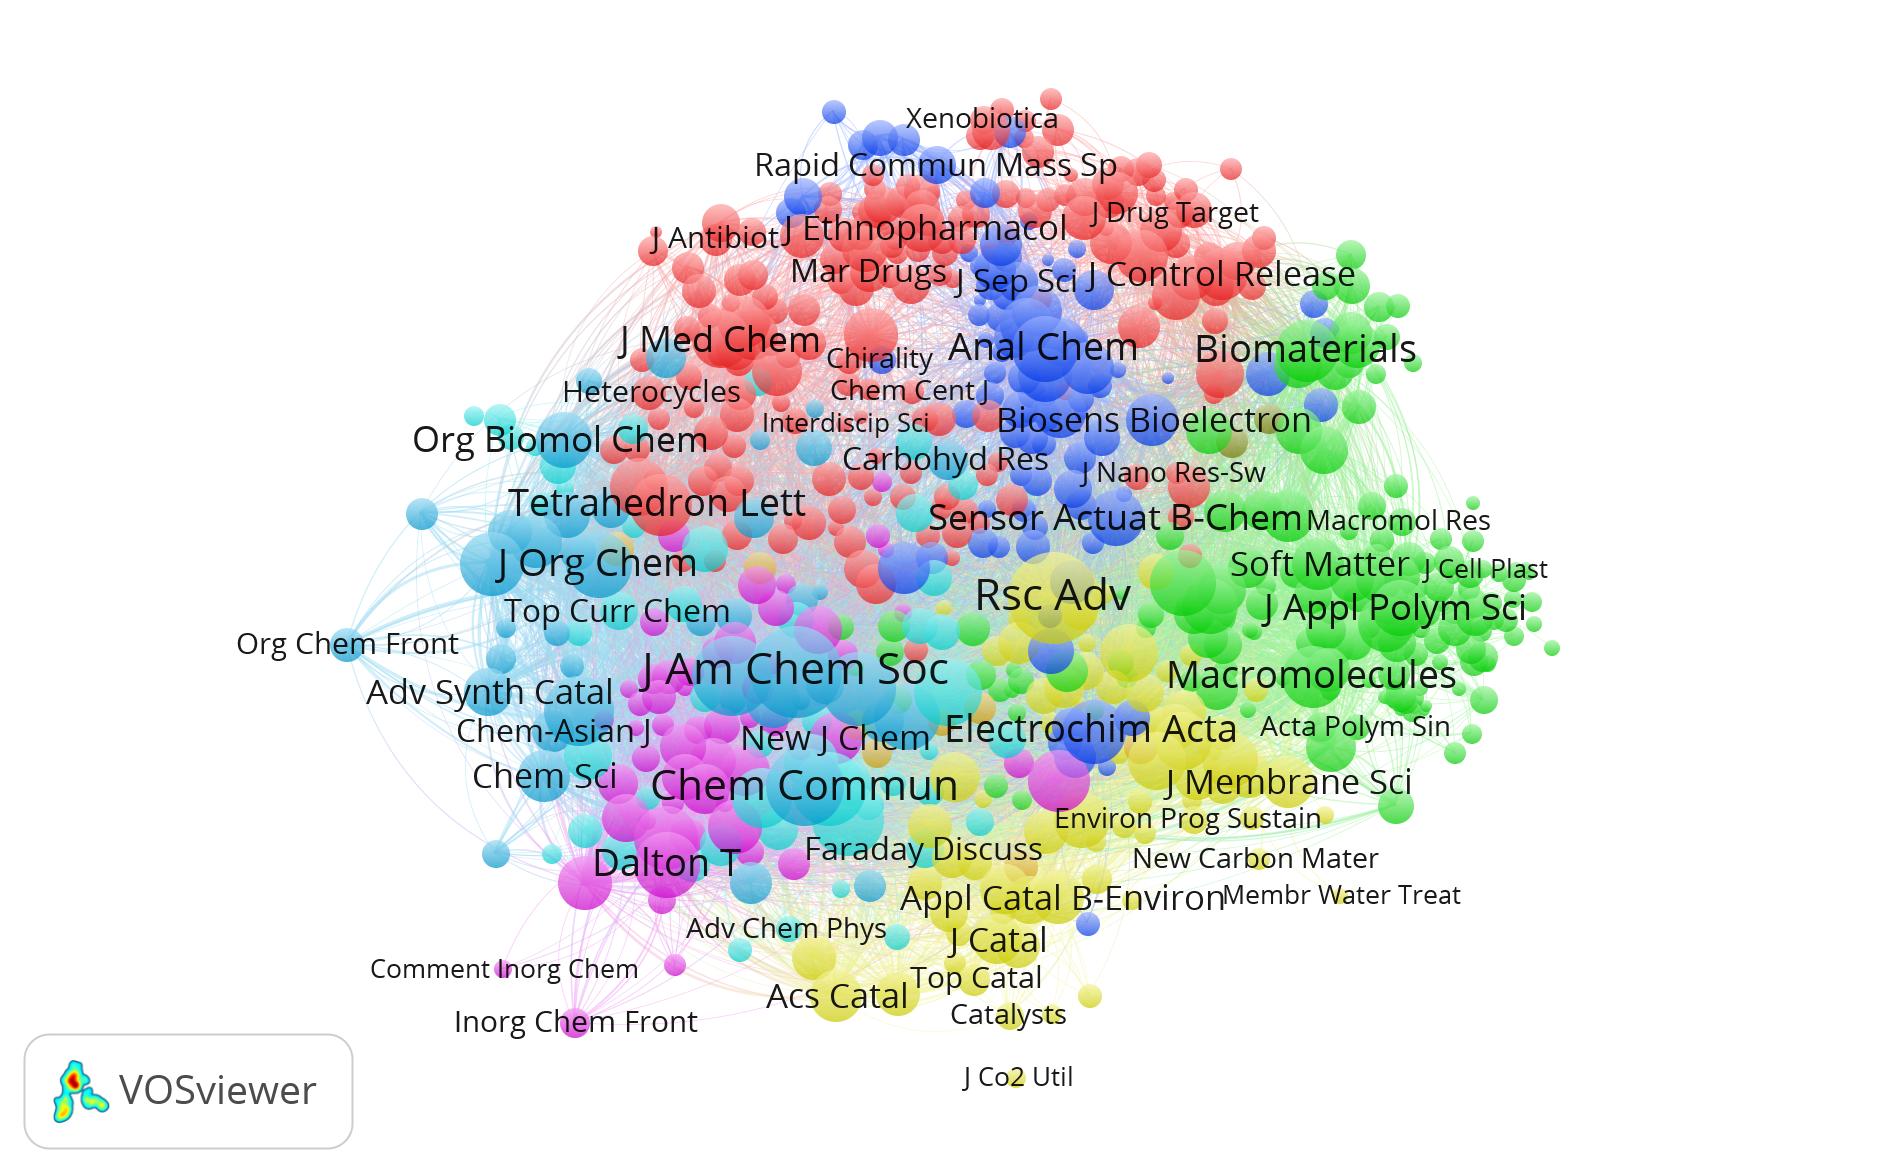 Xenobiotica
Rapid Commun Mass Sp
J Drug Target
J Antibiot
J Ethnopharmacol
Mar Drugs
J Sep Sci
J Control Release
J Med Chem
Chirality
Anal Chem
Biomaterials
Heterocycles
Chem Cent J
Interdiscip Sci
Biosens Bioelectron
Org Biomol Chem
Carbohyd Res
J Nano Res-Sw
Tetrahedron Lett
Sensor Actuat B-Chem
Macromol Res
J Org Chem
Soft Matter
J Cell Plast
Rsc Adv
Top Curr Chem
J Appl Polym Sci
Org Chem Front
J Am Chem Soc
Macromolecules
Adv Synth Catal
Chem-Asian J
New J Chem
Electrochim Acta
Acta Polym Sin
Chem Sci
Chem Commun
J Membrane Sci
Environ Prog Sustain
Dalton T
Faraday Discuss
New Carbon Mater
Appl Catal B-Environ
Membr Water Treat
Adv Chem Phys
J Catal
Comment Inorg Chem
Top Catal
Acs Catal
Inorg Chem Front
Catalysts
J Co2 Util
VOSviewer